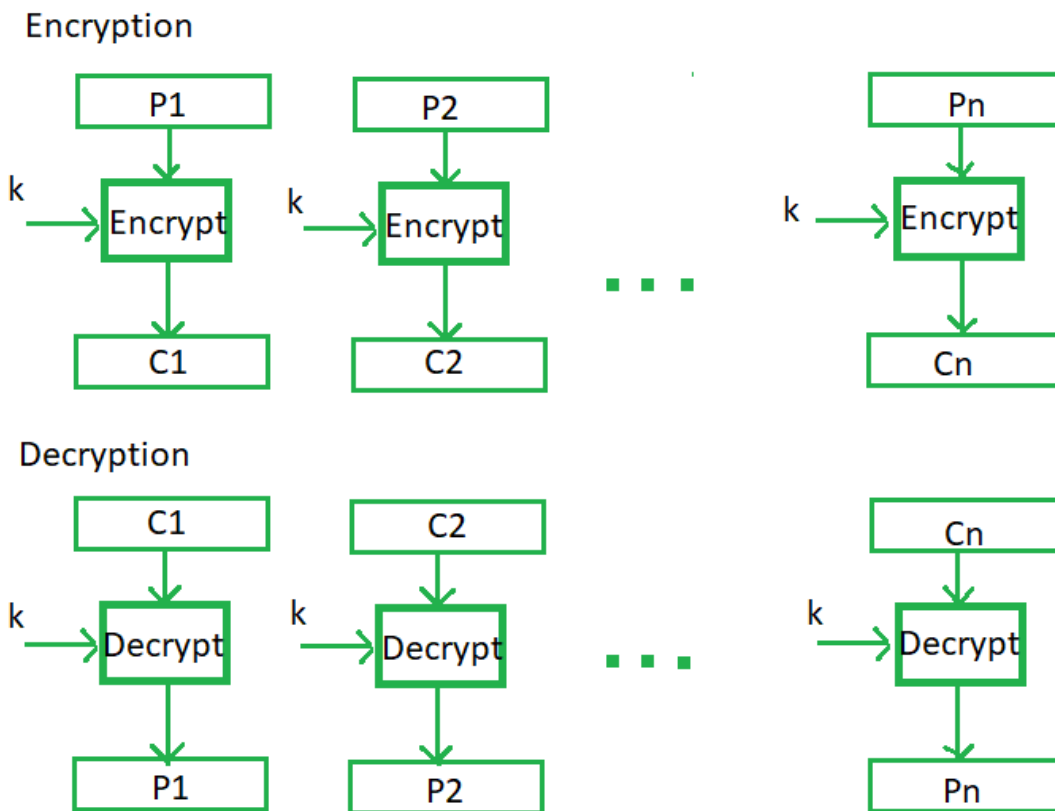 Encryption
P1
P2
Pn
k
Encrypt
k
Encrypt
k
Encrypt
C1
C2
Cn
Decryption
C1
C2
Cn
k
Decrypt
k
Decrypt
k
Decrypt
P1
P2
Pn